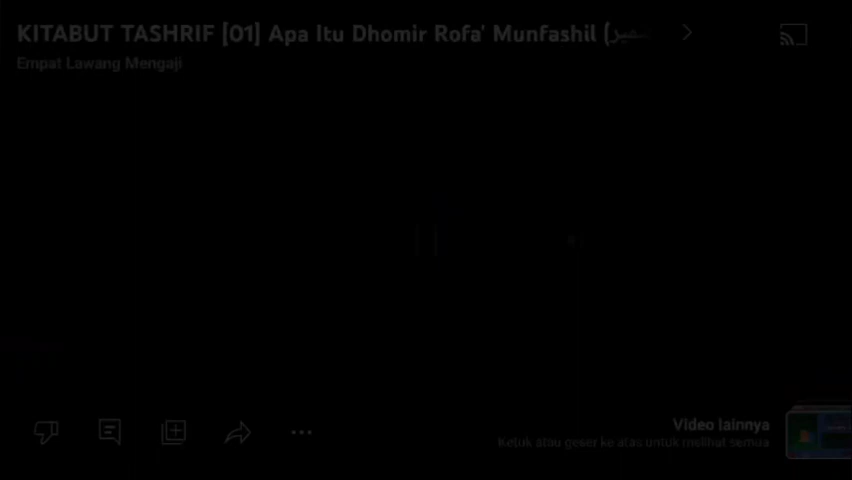 KITABUT TASHRIF [01] Apa Itu Dhomir Rofa' Munfashil (ضمير
Empat Lawang Mengaji
Video lainnya
Ketuk atau geser ke atas untuk melihat semua